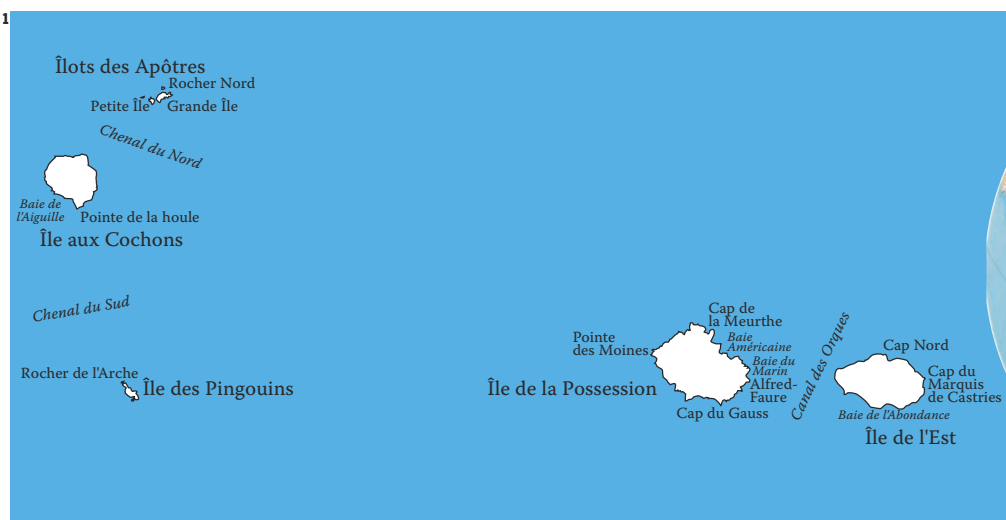 1
Îlots des Apôtres
Rocher Nord
Petite Île
Grande Île
Chenal du Nord
Baie de
l'Aiguille
Pointe de la houle
Île aux Cochons
Chenal du Sud
Rocher de l'Arche
Île des Pingouins
Cap de
la Meurthe
Pointe
des Moines
Baie
Américaine
Baie du
Marin
Île de la Possession
Alfred-
Faure
Cap du Gauss
Canal des Orques
Cap Nord
Cap du
Marquis
de Castries
Baie de l'Abondance
Île de l'Est